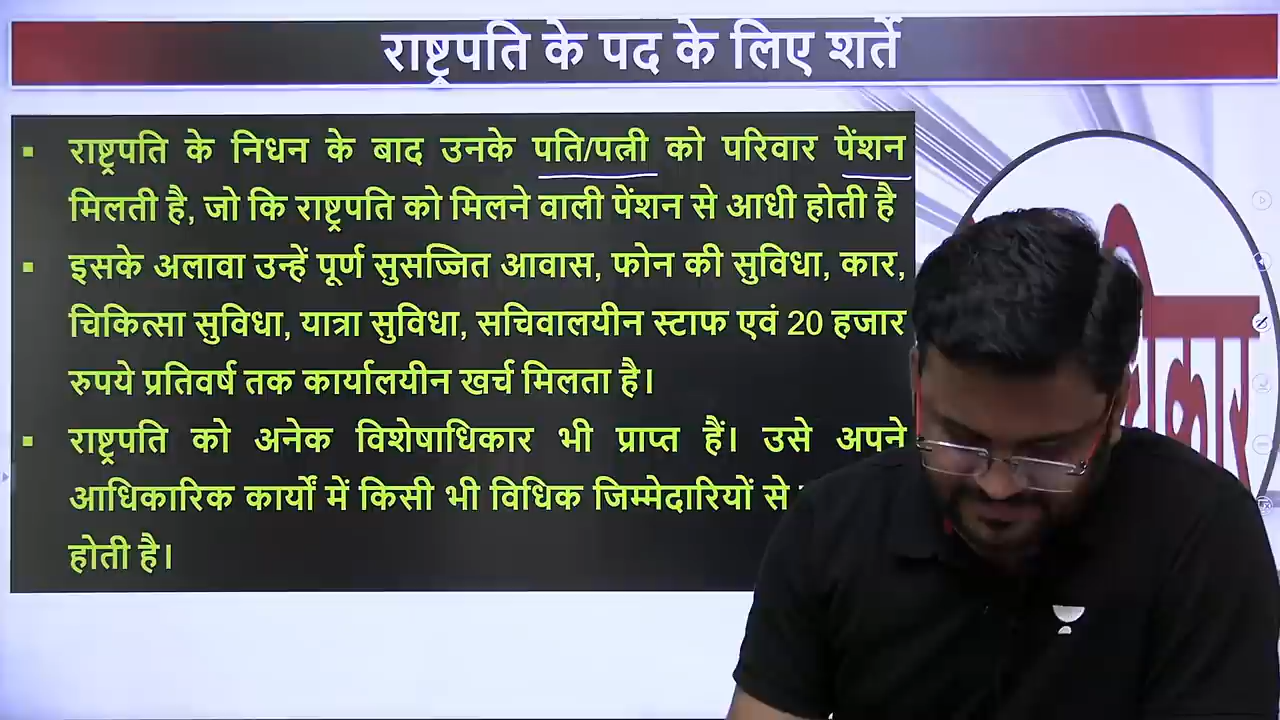 राष्ट्रपति के पद के लिए शर्ते
▪ राष्ट्रपति के निधन के बाद उनके पति/पत्नी को परिवार पेंशन
मिलती है, जो कि राष्ट्रपति को मिलने वाली पेंशन से आधी होती है
▪ इसके अलावा उन्हें पूर्ण सुसज्जित आवास, फोन की सुविधा, कार,
चिकित्सा सुविधा, यात्रा सुविधा, सचिवालयीन स्टाफ एवं 20 हजार
रुपये प्रतिवर्ष तक कार्यालयीन खर्च मिलता है।
▪ राष्ट्रपति को अनेक विशेषाधिकार भी प्राप्त हैं। उसे अपने
आधिकारिक कार्यों में किसी भी विधिक जिम्मेदारियों से
होती है।